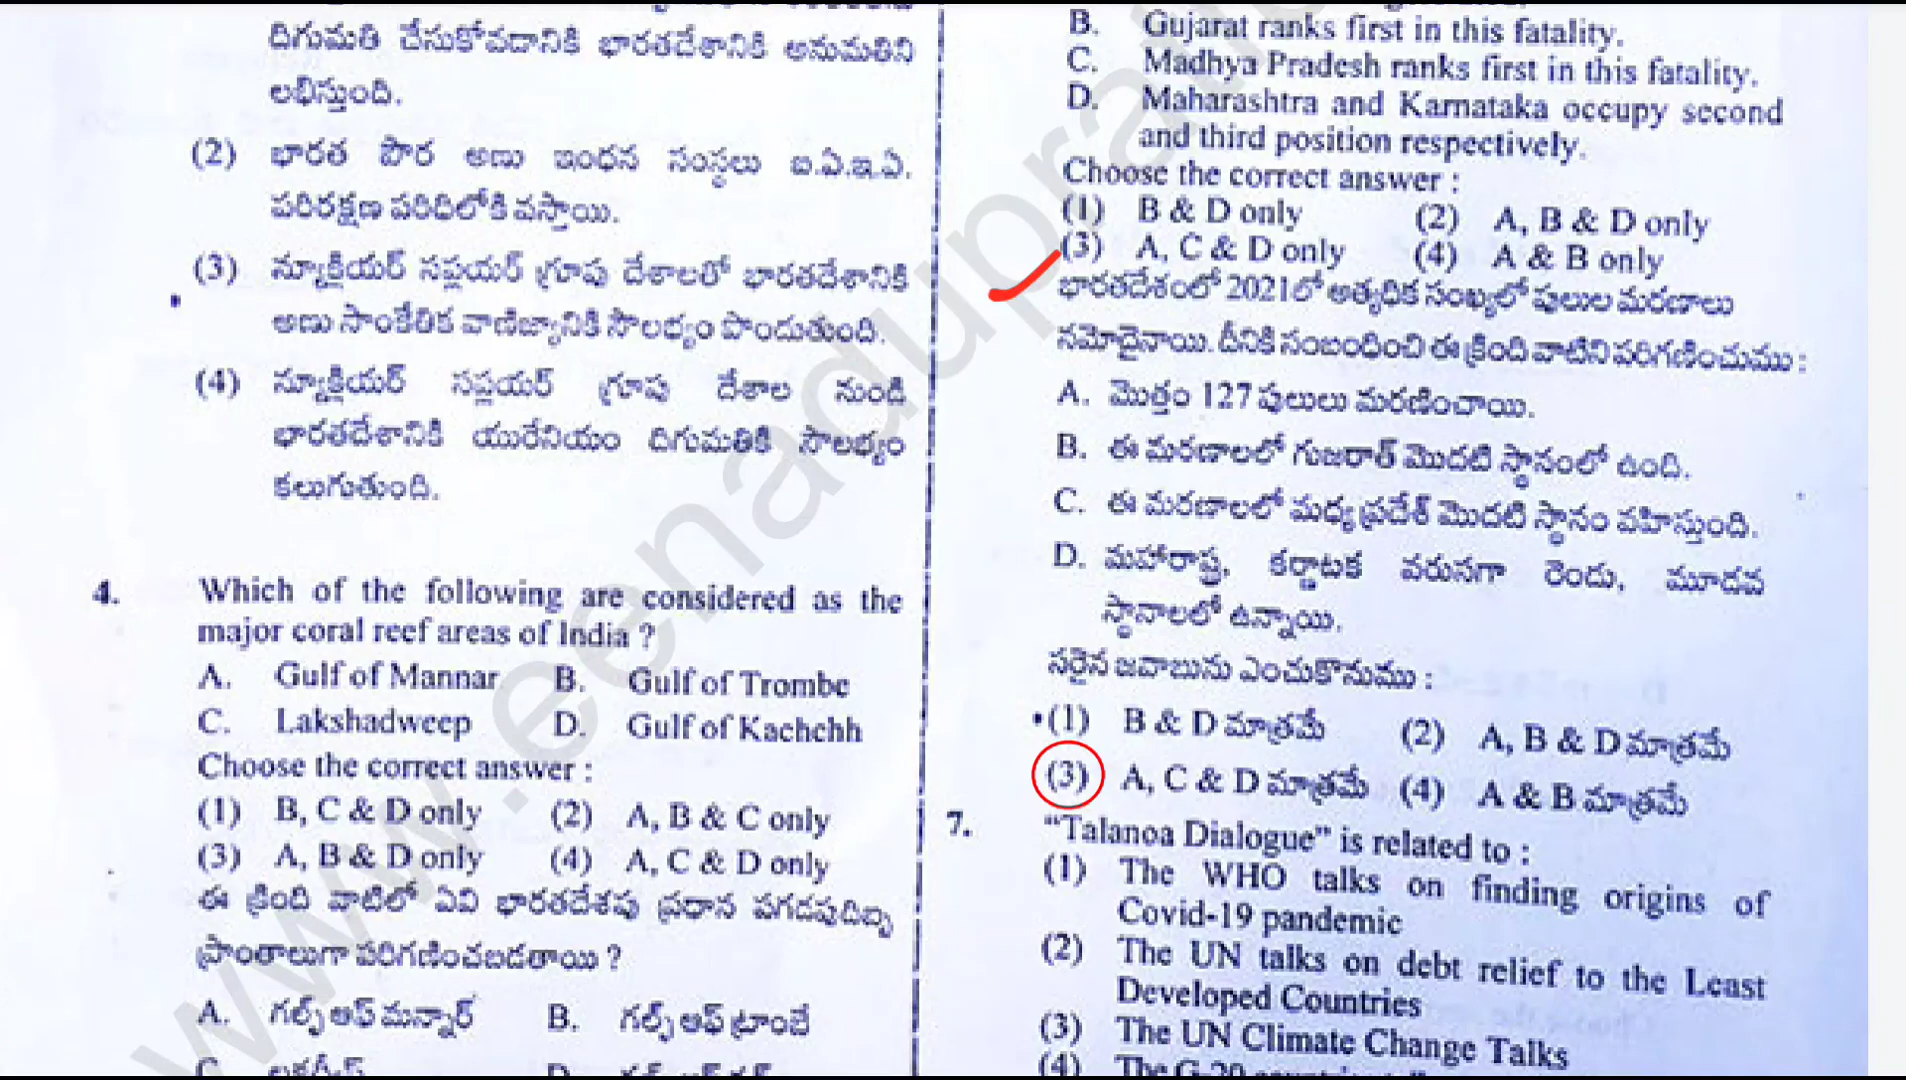 దిగుమతి చేసుకోవడానికి భారతదేశానికి అనుమతిని
లభిస్తుంది.
(2) భారత పౌర అణు ఇంధన సంస్థలు ఐ.ఏ.ఇ.ఏ.
పరిరక్షణ పరిధిలోకి వస్తాయి.
(3) న్యూక్లియర్ సప్లయర్ గ్రూపు దేశాలతో భారతదేశానికి
అణు సాంకేతిక వాణిజ్యానికి సౌలభ్యం పొందుతుంది.
(4) న్యూక్లియర్ సప్లయర్ గ్రూపు దేశాల నుండి
భారతదేశానికి యురేనియం దిగుమతికి సౌలభ్యం
కలుగుతుంది.
4. Which of the following are considered as the
major coral reef areas of India ?
A. Gulf of Mannar B. Gulf of Trombe
C. Lakshadweep D. Gulf of Kachchh
Choose the correct answer :
(1) B, C & D only (2) A, B & C only
(3) A, B & D only (4) A, C & D only
ఈ క్రింది వాటిలో ఏవి భారతదేశపు ప్రధాన పగడపుదిబ్బ
ప్రాంతాలుగా పరిగణించబడతాయి ?
A. గల్ఫ్ ఆఫ్ మన్నార్ B. గల్ఫ్ ఆఫ్ ట్రాంబే
B. Gujarat ranks first in this fatality.
C. Madhya Pradesh ranks first in this fatality.
D. Maharashtra and Karnataka occupy second
and third position respectively.
Choose the correct answer :
(1) B & D only (2) A, B & D only
(3) A, C & D only (4) A & B only
భారతదేశంలో 2021లో అత్యధిక సంఖ్యలో పులుల మరణాలు
నమోదైనాయి. దీనికి సంబంధించి ఈ క్రింది వాటిని పరిగణించుము :
A. మొత్తం 127 పులులు మరణించాయి.
B. ఈ మరణాలలో గుజరాత్ మొదటి స్థానంలో ఉంది.
C. ఈ మరణాలలో మధ్య ప్రదేశ్ మొదటి స్థానం వహిస్తుంది.
D. మహారాష్ట్ర, కర్ణాటక వరుసగా రెండు, మూడవ
స్థానాలలో ఉన్నాయి.
సరైన జవాబును ఎంచుకొనుము :
(1) B & D మాత్రమే (2) A, B & D మాత్రమే
(3) A, C & D మాత్రమే (4) A & B మాత్రమే
7. "Talanoa Dialogue" is related to :
(1) The WHO talks on finding origins of
Covid-19 pandemic
(2) The UN talks on debt relief to the Least
Developed Countries
(3) The UN Climate Change Talks
(4) The G-20
www.eenadupra